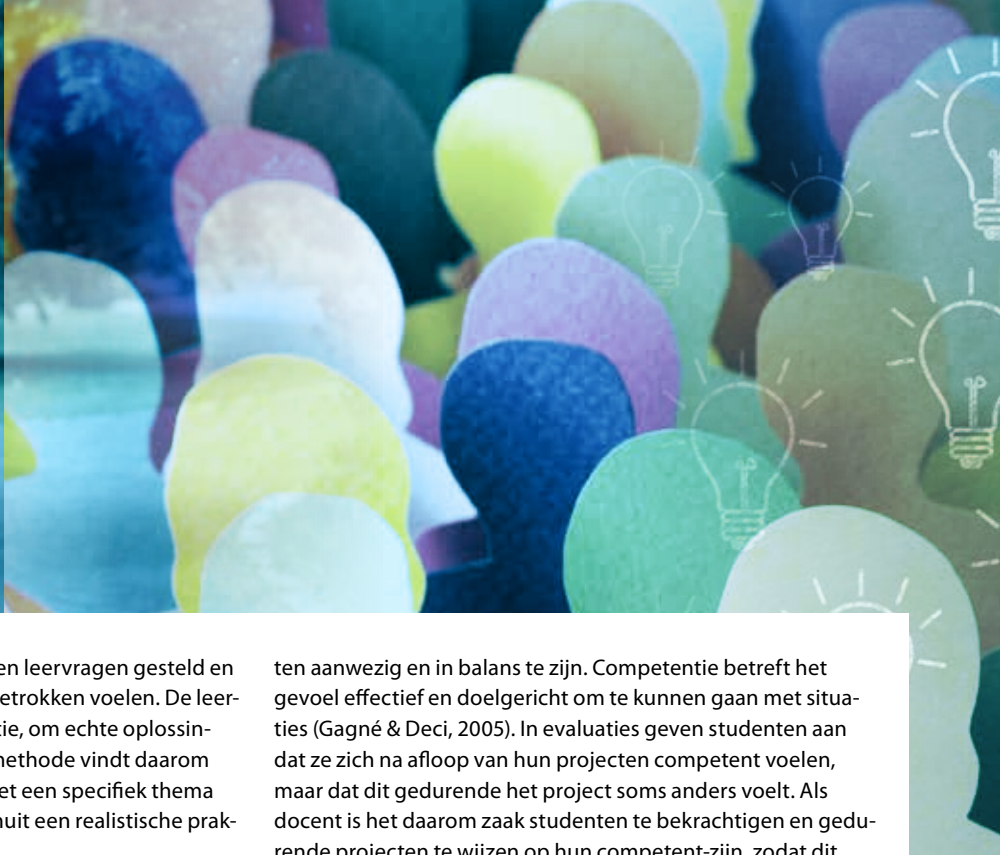 en leervragen gesteld en
etrokken voelen. De leer-
tie, om echte oplossin-
nethode vindt daarom
et een specifiek thema
nuit een realistische prak-
ten aanwezig en in balans te zijn. Competentie betreft het
gevoel effectief en doelgericht om te kunnen gaan met situa-
ties (Gagné & Deci, 2005). In evaluaties geven studenten aan
dat ze zich na afloop van hun projecten competent voelen,
maar dat dit gedurende het project soms anders voelt. Als
docent is het daarom zaak studenten te bekrachtigen en gedu-
rende projecten te wijzen op hun competent-zijn, zodat dit